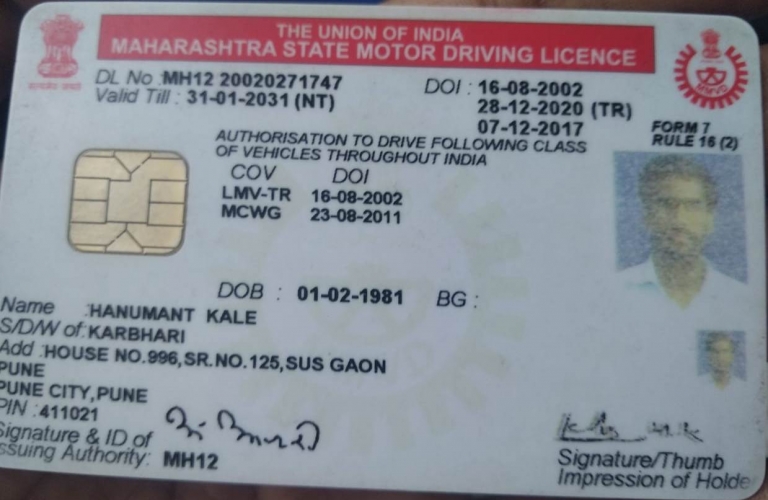 THE UNION OF INDIA
MAHARASHTRA STATE MOTOR DRIVING LICENCE
DL No : MH12 20020271747 DOI : 16-08-2002
Valid Till : 31-01-2031 (NT) 28-12-2020 (TR)
07-12-2017
FORM 7
RULE 16 (2)
AUTHORISATION TO DRIVE FOLLOWING CLASS
OF VEHICLES THROUGHOUT INDIA
COV DOI
LMV-TR 16-08-2002
MCWG 23-08-2011
DOB : 01-02-1981 BG :
Name : HANUMANT KALE
S/D/W of : KARBHARI
Add : HOUSE NO.996,SR.NO.125,SUS GAON
PUNE
PUNE CITY,PUNE
PIN : 411021
Signature & ID of
Issuing Authority: MH12
Signature/Thumb
Impression of Holde